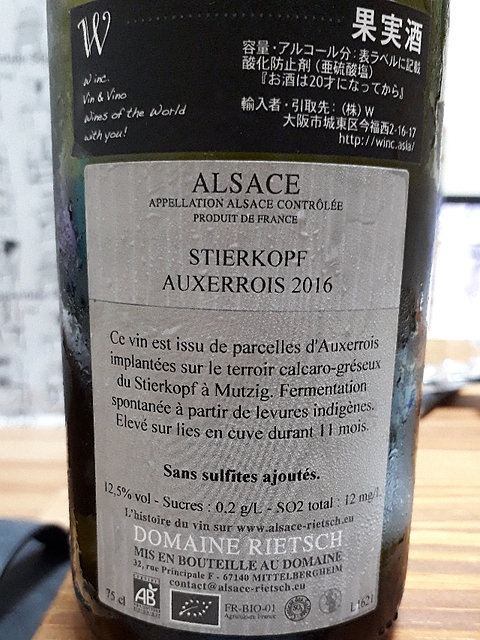 W
W inc.
Vin & Vino
Wines of the World
with you!
果実酒
容量・アルコール分：表ラベルに記載
酸化防止剤（亜硫酸塩）
『お酒は20才になってから』
輸入者・引取先：（株）W
大阪市城東区今福西2-16-17
http://winc.asia/
ALSACE
APPELLATION ALSACE CONTRÔLÉE
PRODUIT DE FRANCE
STIERKOPF
AUXERROIS 2016
Ce vin est issu de parcelles d'Auxerrois
implantées sur le terroir calcaro-gréseux
du Stierkopf à Mutzig. Fermentation
spontanée à partir de levures indigènes.
Elevé sur lies en cuve durant 11 mois.
Sans sulfites ajoutés.
12,5% vol - Sucres : 0,2 g/L - SO2 total : 12 mg/L
L'histoire du vin sur www.alsace-rietsch.eu
DOMAINE RIETSCH
MIS EN BOUTEILLE AU DOMAINE
32, rue Principale F - 67140 MITTELBERGHEIM
contact@alsace-rietsch.eu
75 cl
AB
FR-BIO-01
Agriculture France
L1621